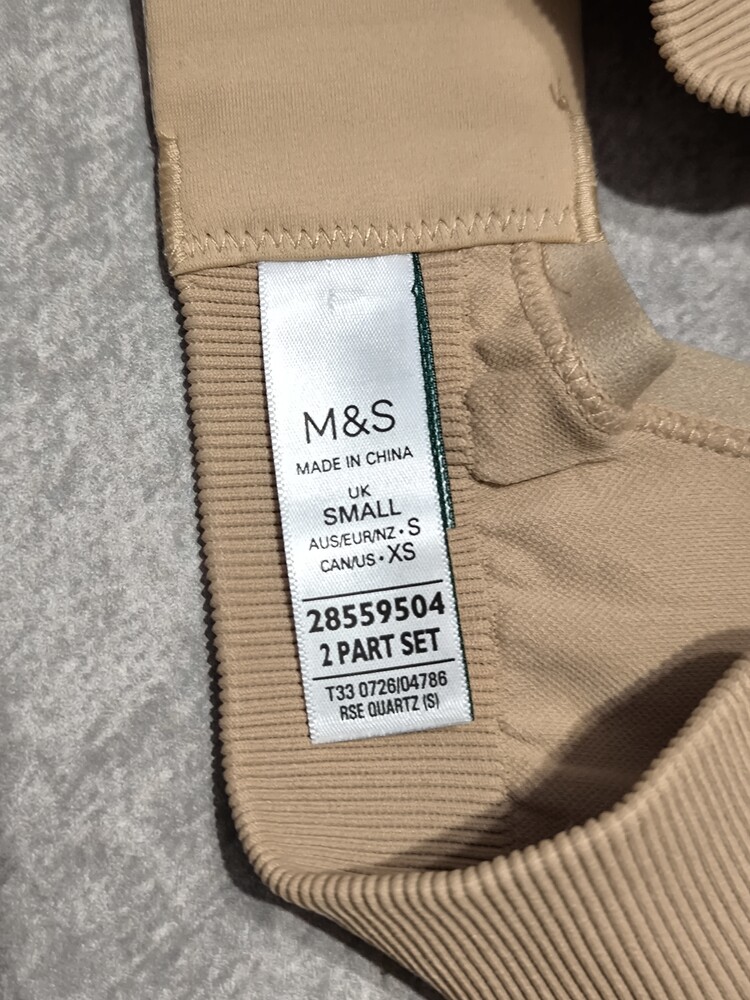 M&S
MADE IN CHINA
UK
SMALL
AUS/EUR/NZ • S
CAN/US • XS
28559504
2 PART SET
T33 0726/04786
RSE QUARTZ (S)